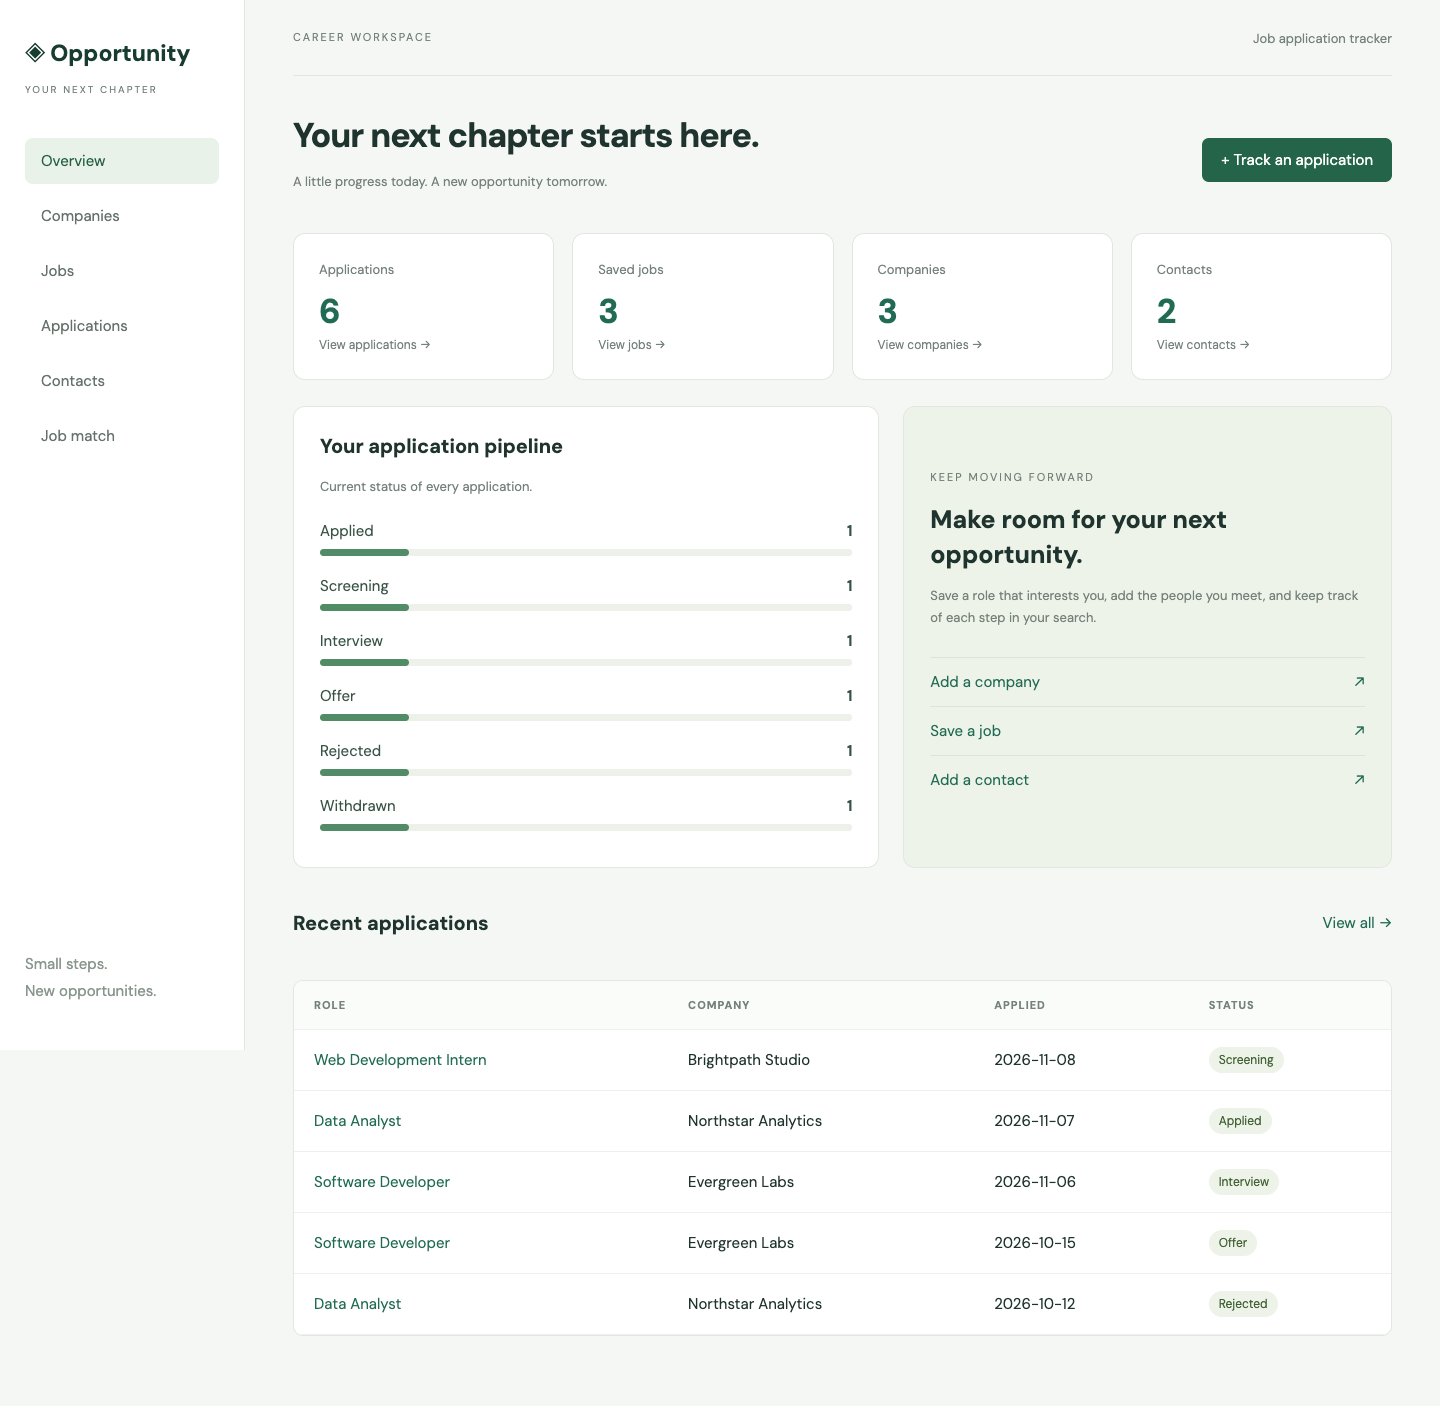 ◈ Opportunity
YOUR NEXT CHAPTER
Overview
Companies
Jobs
Applications
Contacts
Job match
Small steps.
New opportunities.
CAREER WORKSPACE
Job application tracker
Your next chapter starts here.
A little progress today. A new opportunity tomorrow.
+ Track an application
Applications
6
View applications →
Saved jobs
3
View jobs →
Companies
3
View companies →
Contacts
2
View contacts →
Your application pipeline
Current status of every application.
Applied 1
Screening 1
Interview 1
Offer 1
Rejected 1
Withdrawn 1
KEEP MOVING FORWARD
Make room for your next
opportunity.
Save a role that interests you, add the people you meet, and keep track
of each step in your search.
Add a company ↗
Save a job ↗
Add a contact ↗
Recent applications
View all →
ROLE COMPANY APPLIED STATUS
Web Development Intern Brightpath Studio 2026-11-08 Screening
Data Analyst Northstar Analytics 2026-11-07 Applied
Software Developer Evergreen Labs 2026-11-06 Interview
Software Developer Evergreen Labs 2026-10-15 Offer
Data Analyst Northstar Analytics 2026-10-12 Rejected